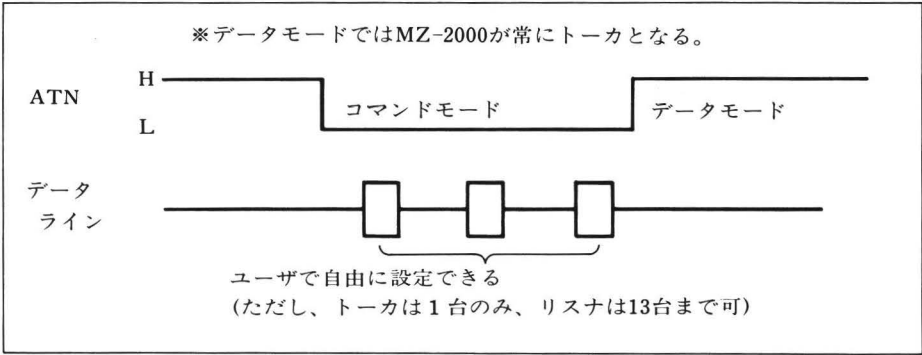 ※データモードではMZ-2000が常にトーカとなる。
H
ATN
L
コマンドモード
データモード
データ
ライン
ユーザで自由に設定できる
(ただし、トーカは1台のみ、リスナは13台まで可)